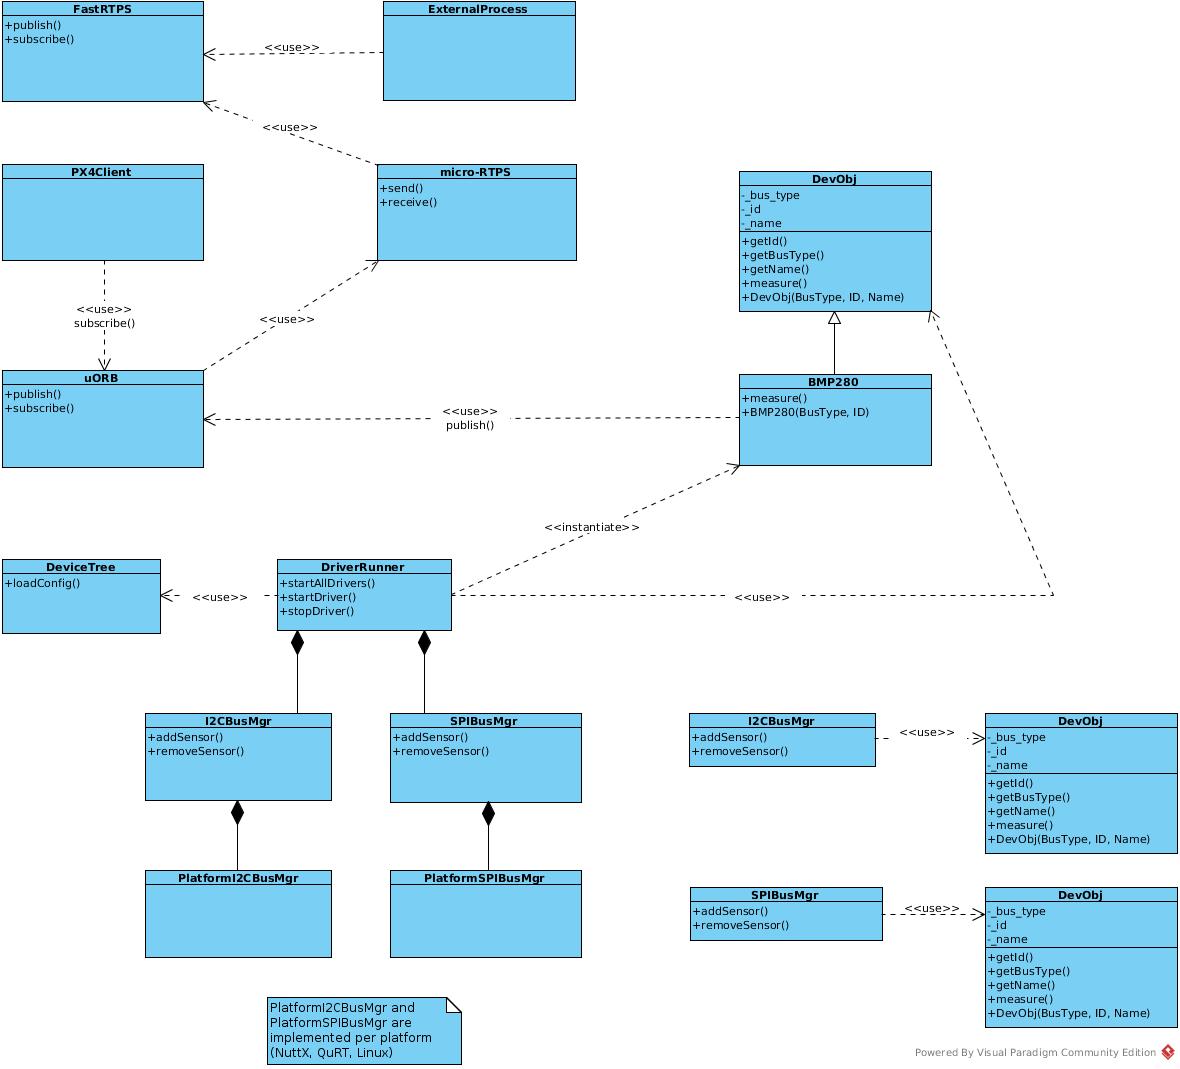 FastRTPS
+publish()
+subscribe()
ExternalProcess
<<use>>
<<use>>
PX4Client
micro-RTPS
+send()
+receive()
DevObj
-_bus_type
-_id
-_name
+getId()
+getBusType()
+getName()
+measure()
+DevObj(BusType, ID, Name)
<<use>>
subscribe()
<<use>>
uORB
+publish()
+subscribe()
<<use>>
publish()
BMP280
+measure()
+BMP280(BusType, ID)
<<instantiate>>
DeviceTree
+loadConfig()
<<use>>
DriverRunner
+startAllDrivers()
+startDriver()
+stopDriver()
<<use>>
I2CBusMgr
+addSensor()
+removeSensor()
SPIBusMgr
+addSensor()
+removeSensor()
I2CBusMgr
+addSensor()
+removeSensor()
<<use>>
DevObj
-_bus_type
-_id
-_name
+getId()
+getBusType()
+getName()
+measure()
+DevObj(BusType, ID, Name)
PlatformI2CBusMgr
PlatformSPIBusMgr
SPIBusMgr
+addSensor()
+removeSensor()
<<use>>
DevObj
-_bus_type
-_id
-_name
+getId()
+getBusType()
+getName()
+measure()
+DevObj(BusType, ID, Name)
PlatformI2CBusMgr and
PlatformSPIBusMgr are
implemented per platform
(NuttX, QuRT, Linux)
Powered By Visual Paradigm Community Edition